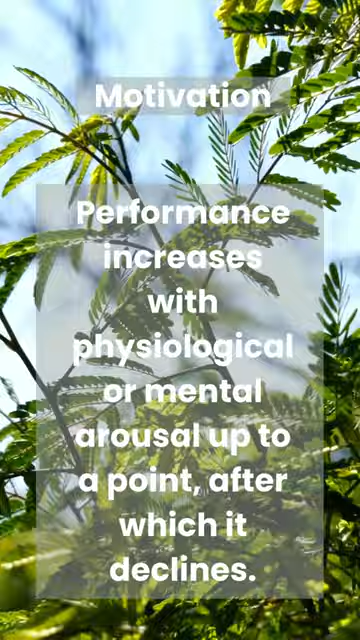 Motivation
Performance
increases
with
physiological
or mental
arousal up to
a point, after
which it
declines.